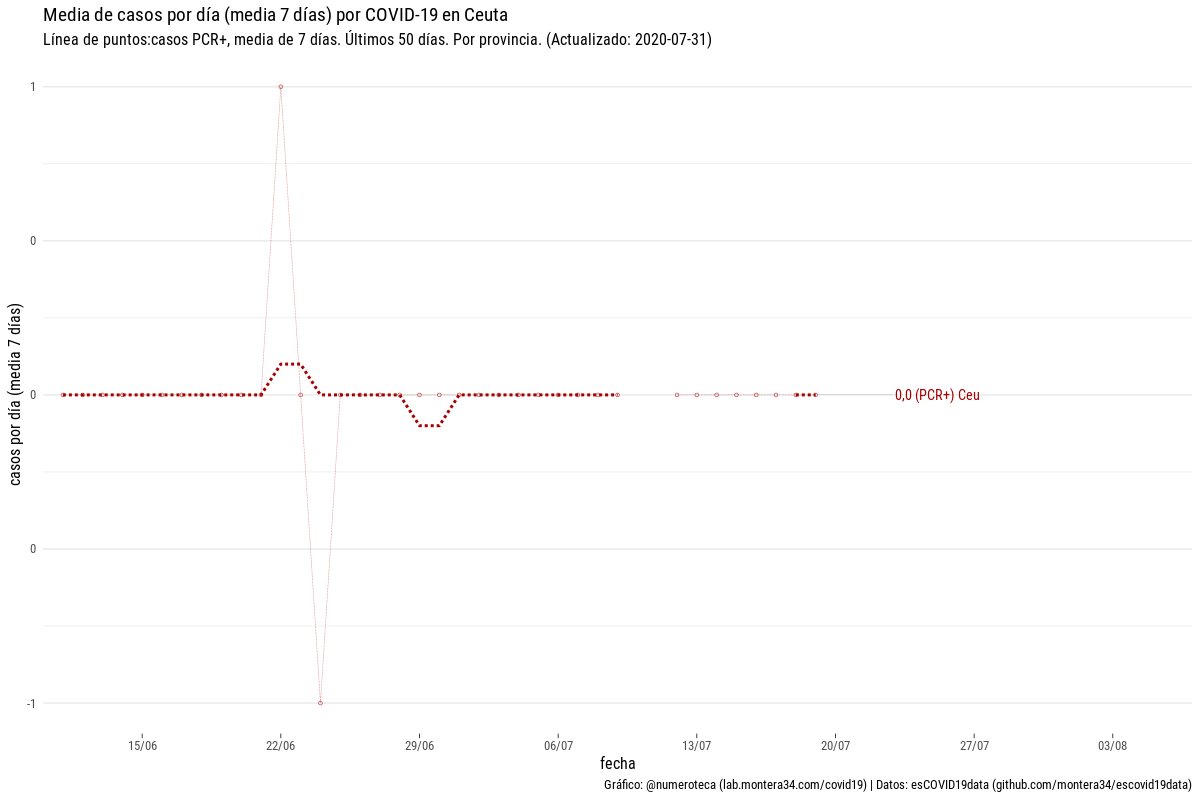 Media de casos por día (media 7 días) por COVID-19 en Ceuta
Línea de puntos:casos PCR+, media de 7 días. Últimos 50 días. Por provincia. (Actualizado: 2020-07-31)
casos por día (media 7 días)
1
0
0
0
-1
0,0 (PCR+) Ceu
15/06
22/06
29/06
06/07
13/07
20/07
27/07
03/08
fecha
Gráfico: @numeroteca (lab.montera34.com/covid19) | Datos: esCOVID19data (github.com/montera34/escovid19data)